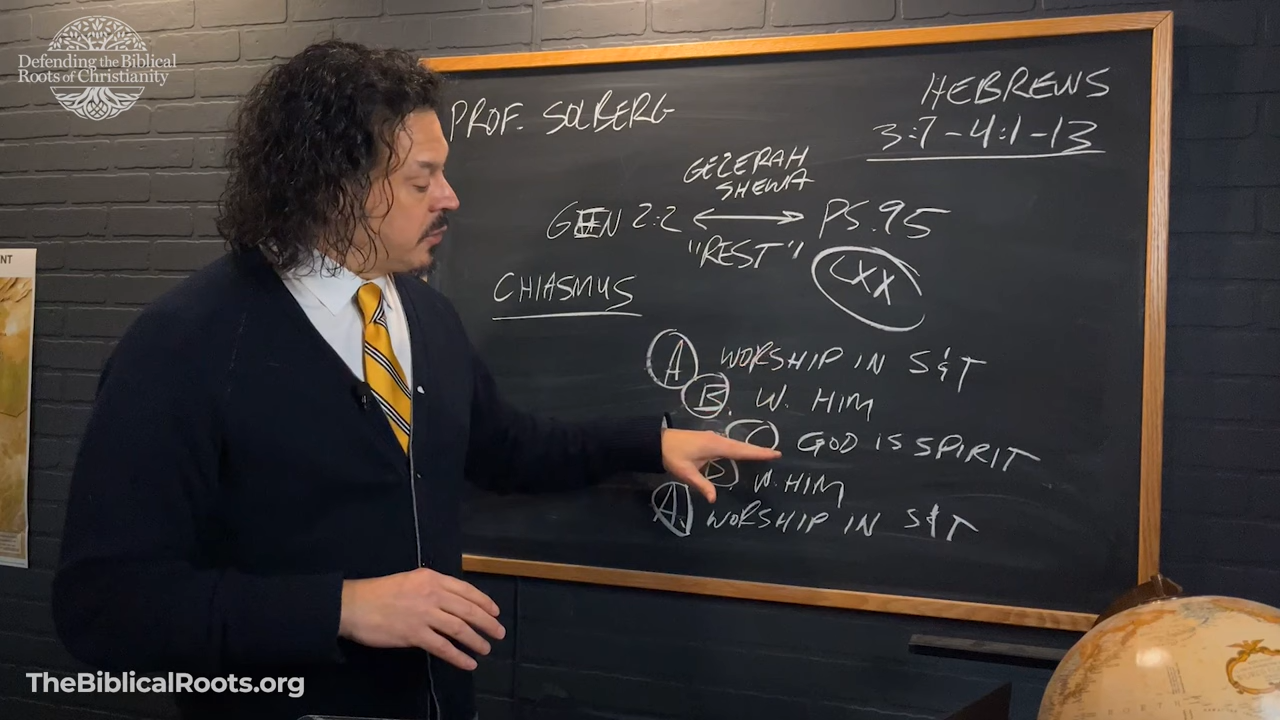 Defending the Biblical
Roots of Christianity
NT
PROF. SOLBERG
HEBREWS
3:7-4:1-13
GEZERAH
SHEWA
GEN 2:2 ↔ PS.95
"REST"
LXX
CHIASMUS
A WORSHIP IN S&T
B. W. HIM
C GOD IS SPIRIT
B. W. HIM
A. WORSHIP IN S&T
TheBiblicalRoots.org